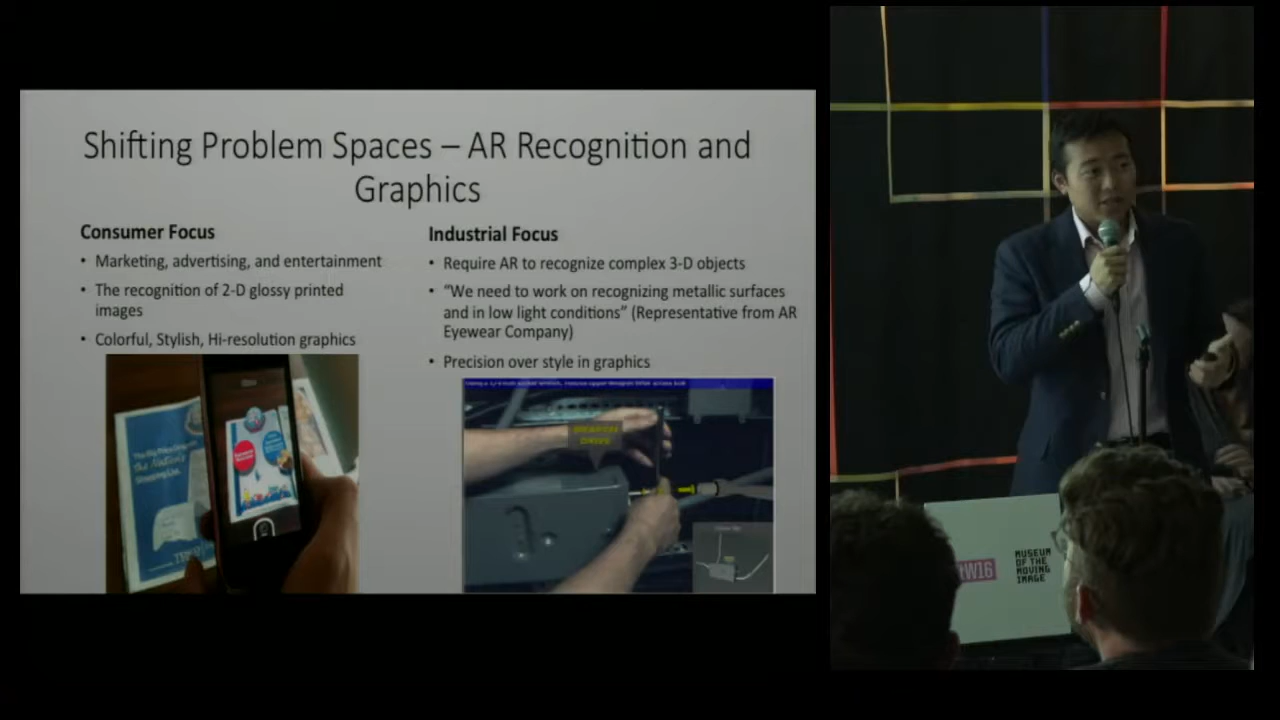 Shifting Problem Spaces – AR Recognition and
Graphics
Consumer Focus
• Marketing, advertising, and entertainment
• The recognition of 2-D glossy printed
images
• Colorful, Stylish, Hi-resolution graphics
Industrial Focus
• Require AR to recognize complex 3-D objects
• “We need to work on recognizing metallic surfaces
and in low light conditions” (Representative from AR
Eyewear Company)
• Precision over style in graphics
tW16
MUSEUM
OF THE
MOVING
IMAGE